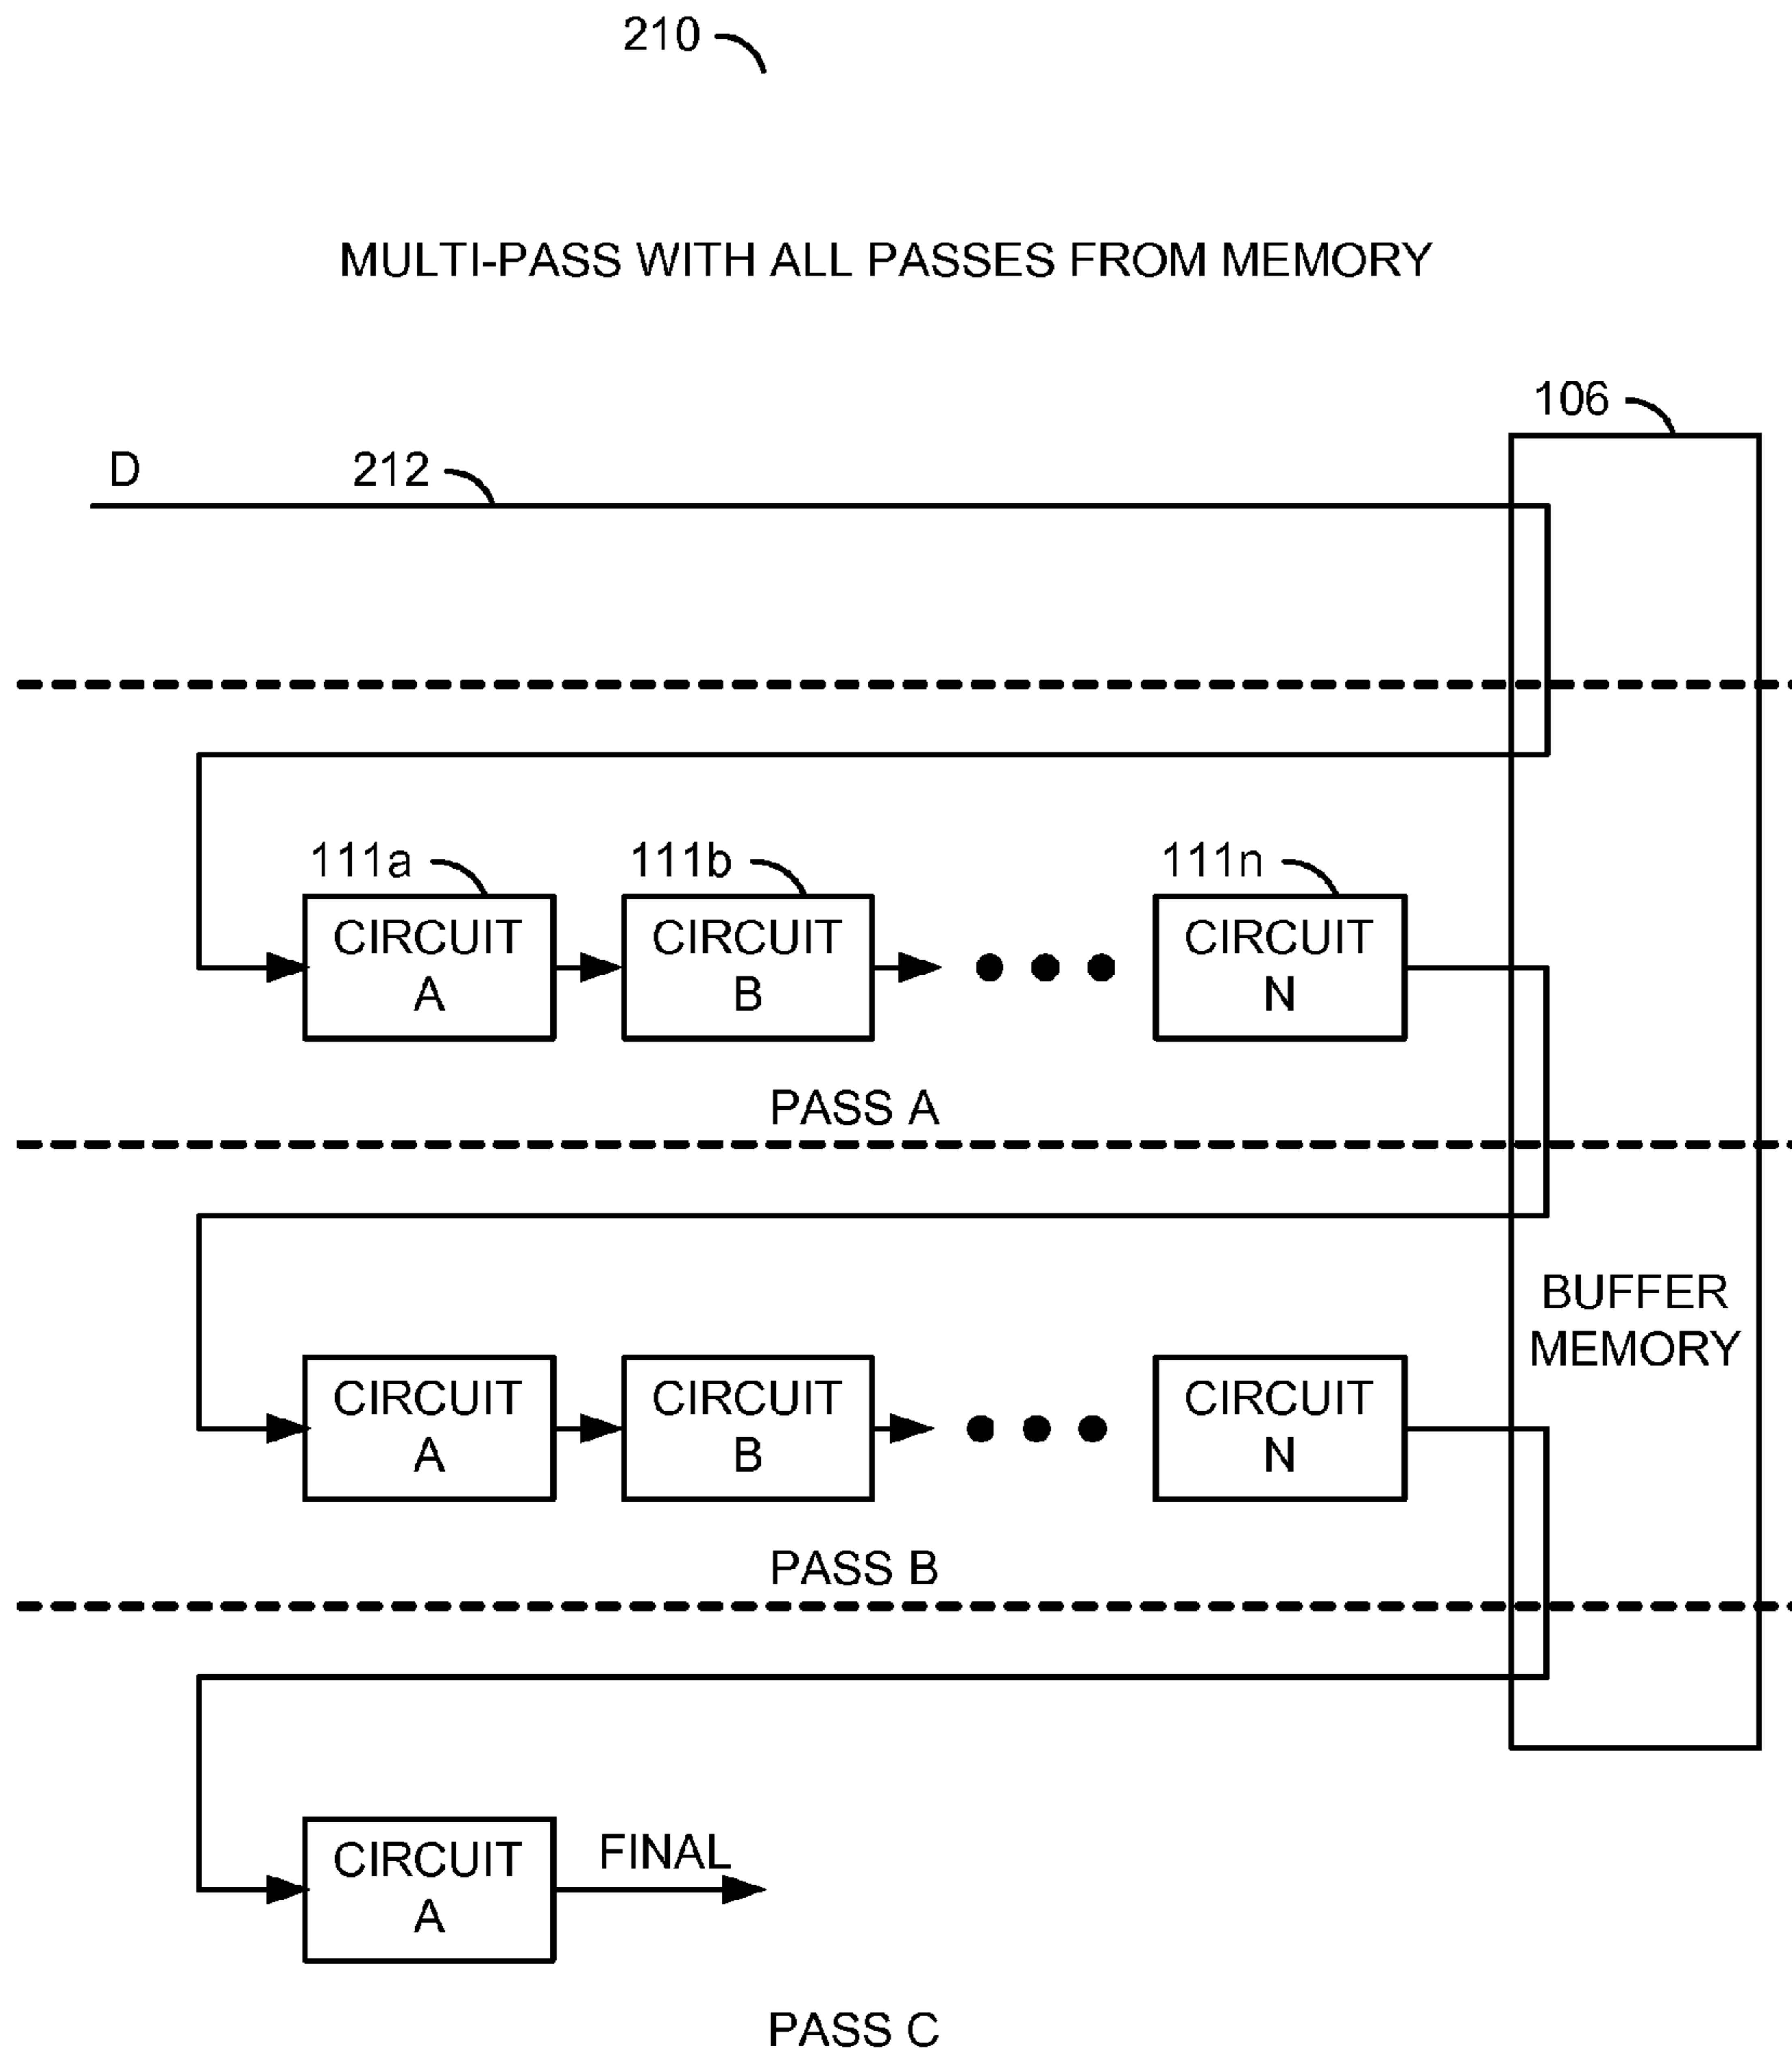 210
MULTI-PASS WITH ALL PASSES FROM MEMORY
106
D
212
111a
111b
111n
CIRCUIT
A
CIRCUIT
B
CIRCUIT
N
PASS A
BUFFER
MEMORY
CIRCUIT
A
CIRCUIT
B
CIRCUIT
N
PASS B
CIRCUIT
A
FINAL
PASS C